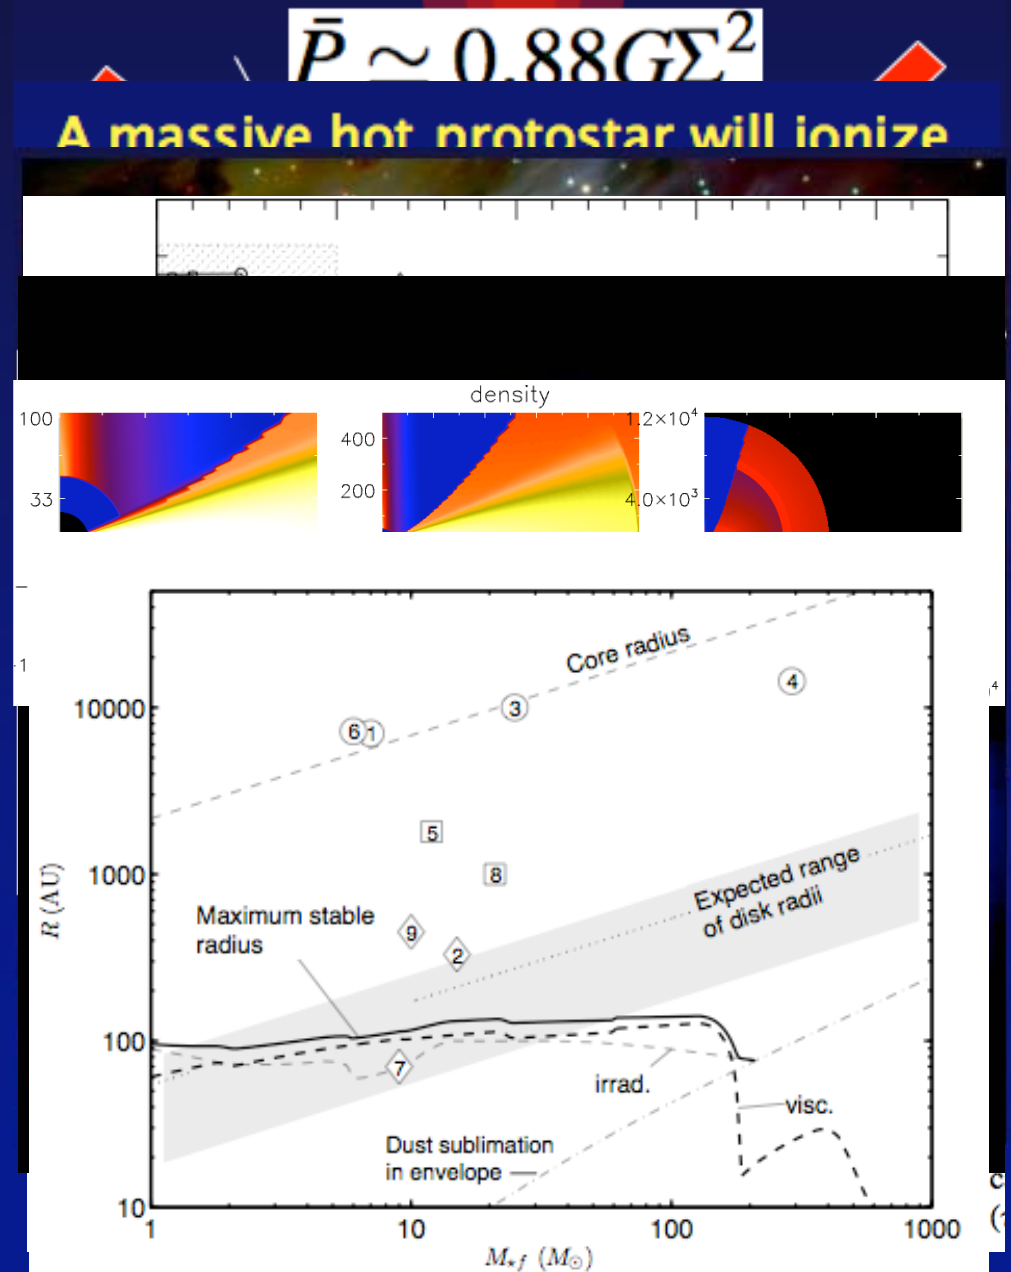 P̄ ≃ 0.88GΣ²
A massive hot protostar will ionize
density
100
33
400
200
1.2×10⁴
4.0×10³
1
4
Core radius
10000
6
1
3
4
5
1000
8
Expected range
of disk radii
Maximum stable
radius
9
2
R (AU)
100
7
irrad.
visc.
Dust sublimation
in envelope
10
1
10
100
1000
M⋆f (M⊙)